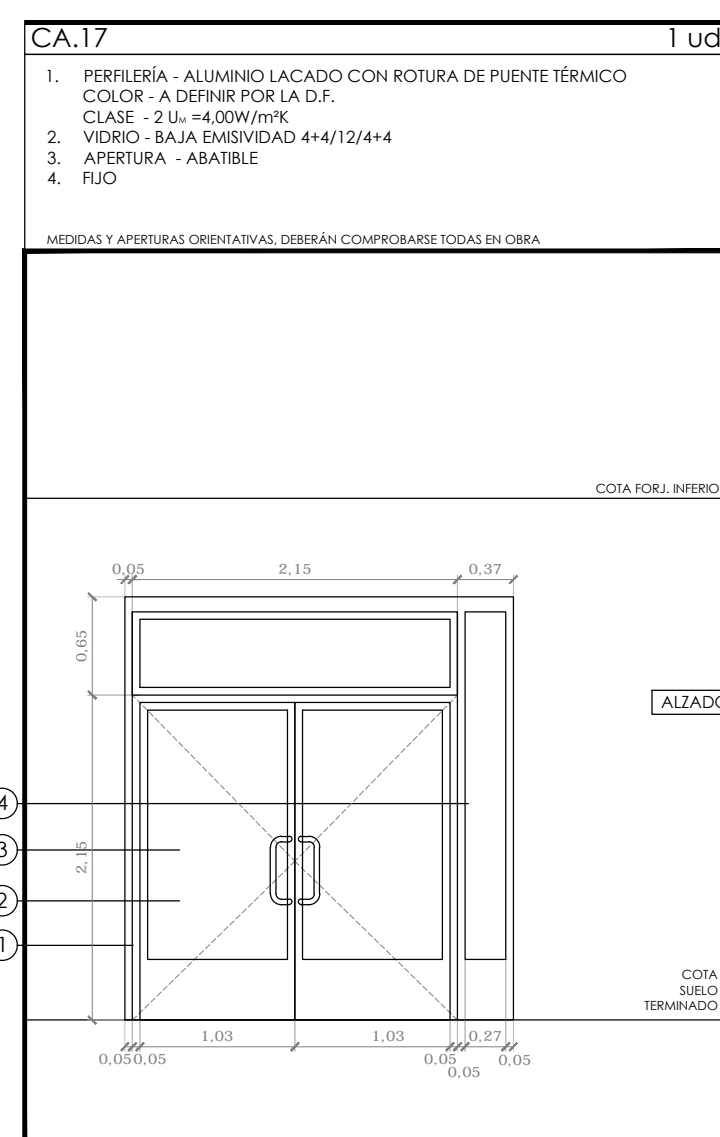 CA.17 1 ud
1. PERFILERÍA - ALUMINIO LACADO CON ROTURA DE PUENTE TÉRMICO
COLOR - A DEFINIR POR LA D.F.
CLASE - 2 Uм =4,00W/m²K
2. VIDRIO - BAJA EMISIVIDAD 4+4/12/4+4
3. APERTURA - ABATIBLE
4. FIJO
MEDIDAS Y APERTURAS ORIENTATIVAS, DEBERÁN COMPROBARSE TODAS EN OBRA
COTA FORJ. INFERIO
0,05 2,15 0,37
0,65
ALZADO
4
3
2,15
2
1
COTA
SUELO
TERMINADO
1,03 1,03 0,27
0,05 0,05 0,05 0,05
0,05